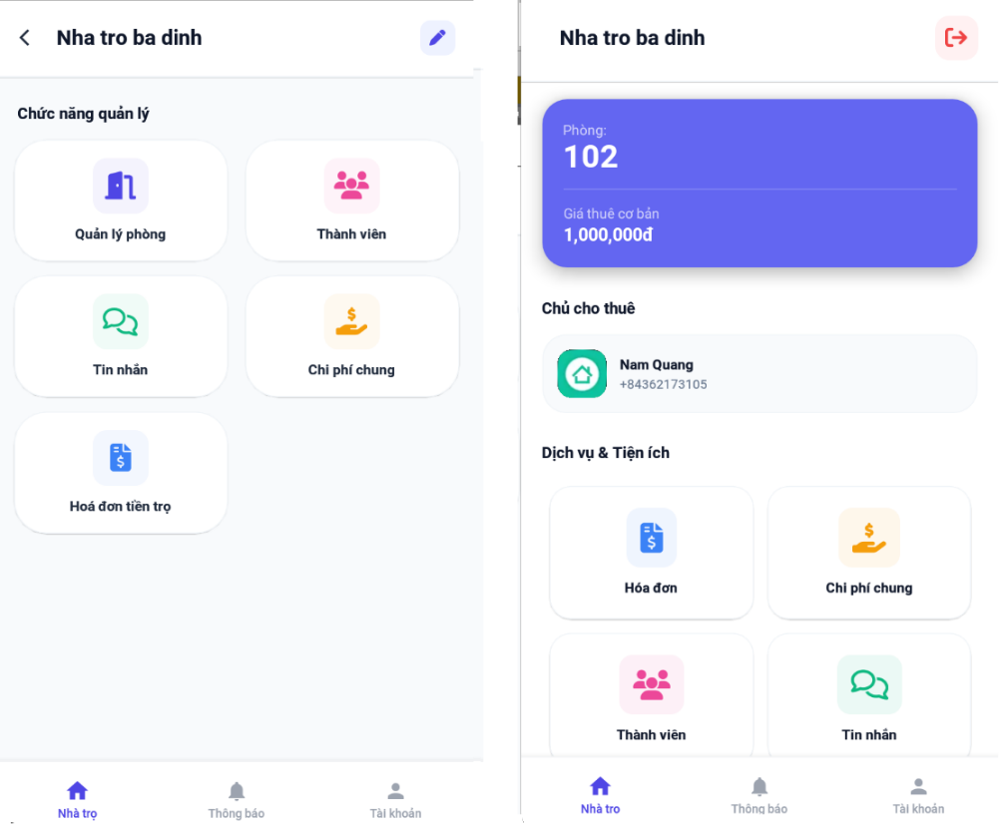 Nha tro ba dinh
Chức năng quản lý
Quản lý phòng
Thành viên
Tin nhắn
Chi phí chung
Hoá đơn tiền trọ
Nhà trọ
Thông báo
Tài khoản
Nha tro ba dinh
Phòng:
102
Giá thuê cơ bản
1,000,000đ
Chủ cho thuê
Nam Quang
+84362173105
Dịch vụ & Tiện ích
Hóa đơn
Chi phí chung
Thành viên
Tin nhắn
Nhà trọ
Thông báo
Tài khoản